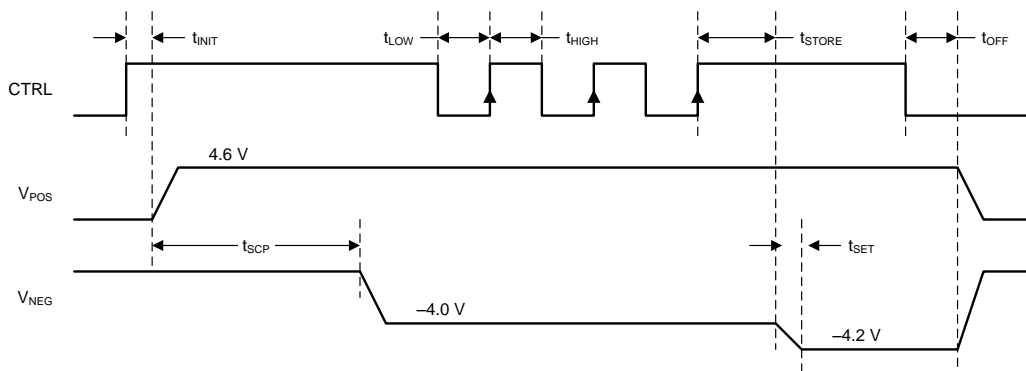 tINIT
tLOW
tHIGH
tSTORE
tOFF
CTRL
4.6 V
VPOS
tSCP
tSET
VNEG
–4.0 V
–4.2 V